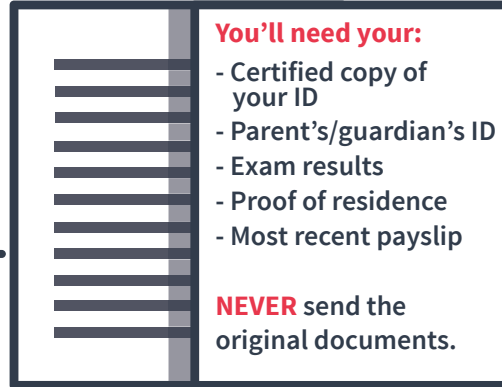 You’ll need your:
- Certified copy of
your ID
- Parent’s/guardian’s ID
- Exam results
- Proof of residence
- Most recent payslip
NEVER send the
original documents.